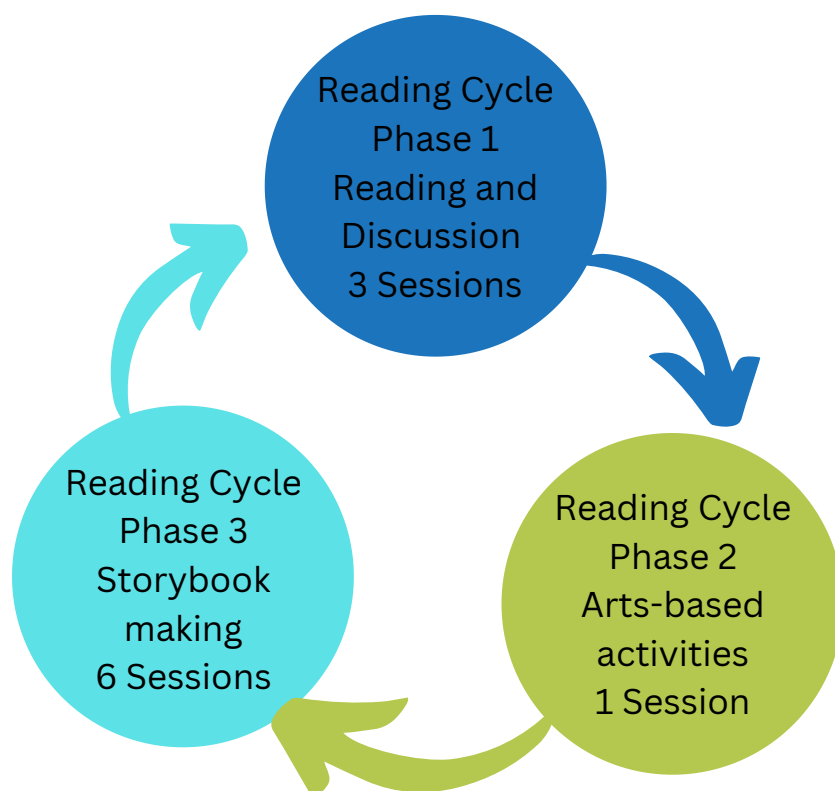 Reading Cycle
Phase 1
Reading and
Discussion
3 Sessions
Reading Cycle
Phase 2
Arts-based
activities
1 Session
Reading Cycle
Phase 3
Storybook
making
6 Sessions